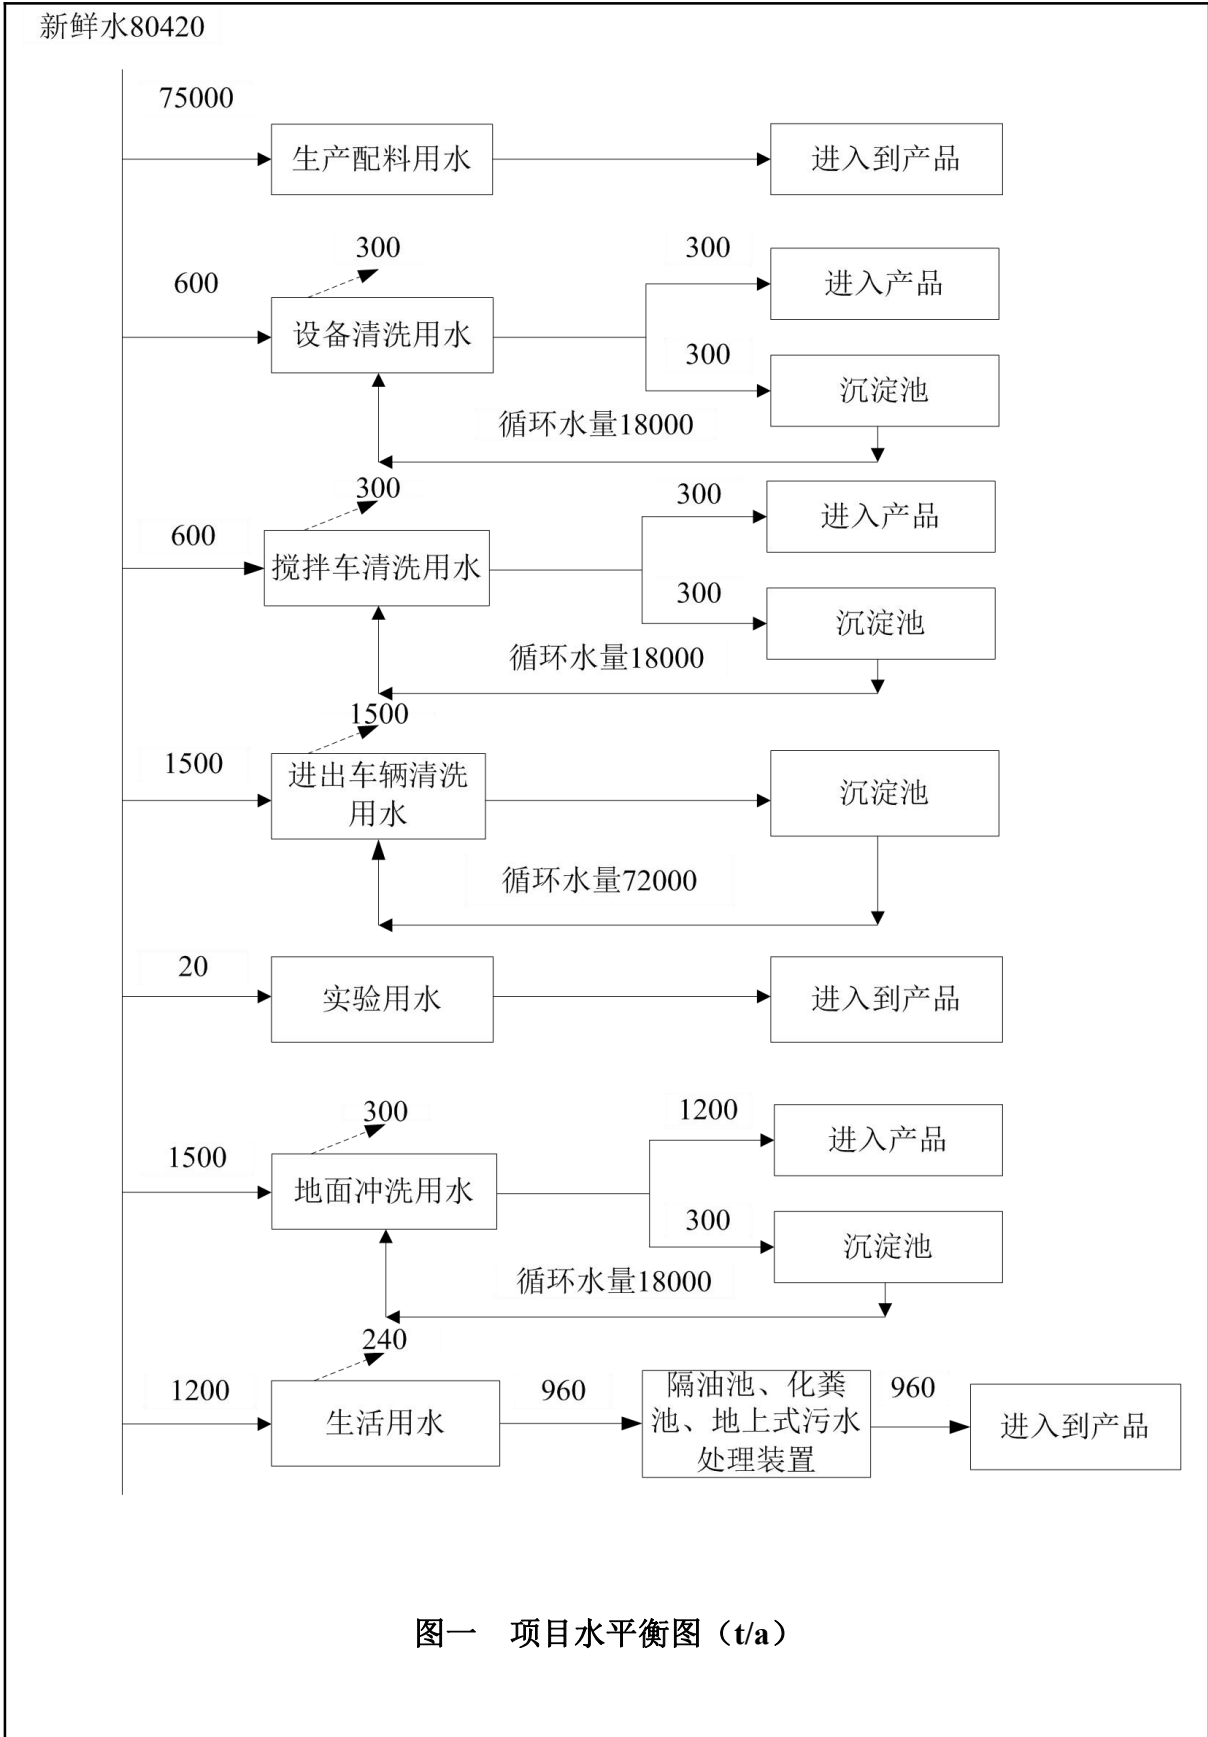 新鲜水80420
75000
生产配料用水
进入到产品
300
300
600
进入产品
设备清洗用水
300
沉淀池
循环水量18000
300
300
进入产品
600
搅拌车清洗用水
300
沉淀池
循环水量18000
1500
1500
进出车辆清洗
用水
沉淀池
循环水量72000
20
实验用水
进入到产品
300
1200
进入产品
1500
地面冲洗用水
300
沉淀池
循环水量18000
240
1200
生活用水
960
隔油池、化粪
池、地上式污水
处理装置
960
进入到产品
图一 项目水平衡图（t/a）